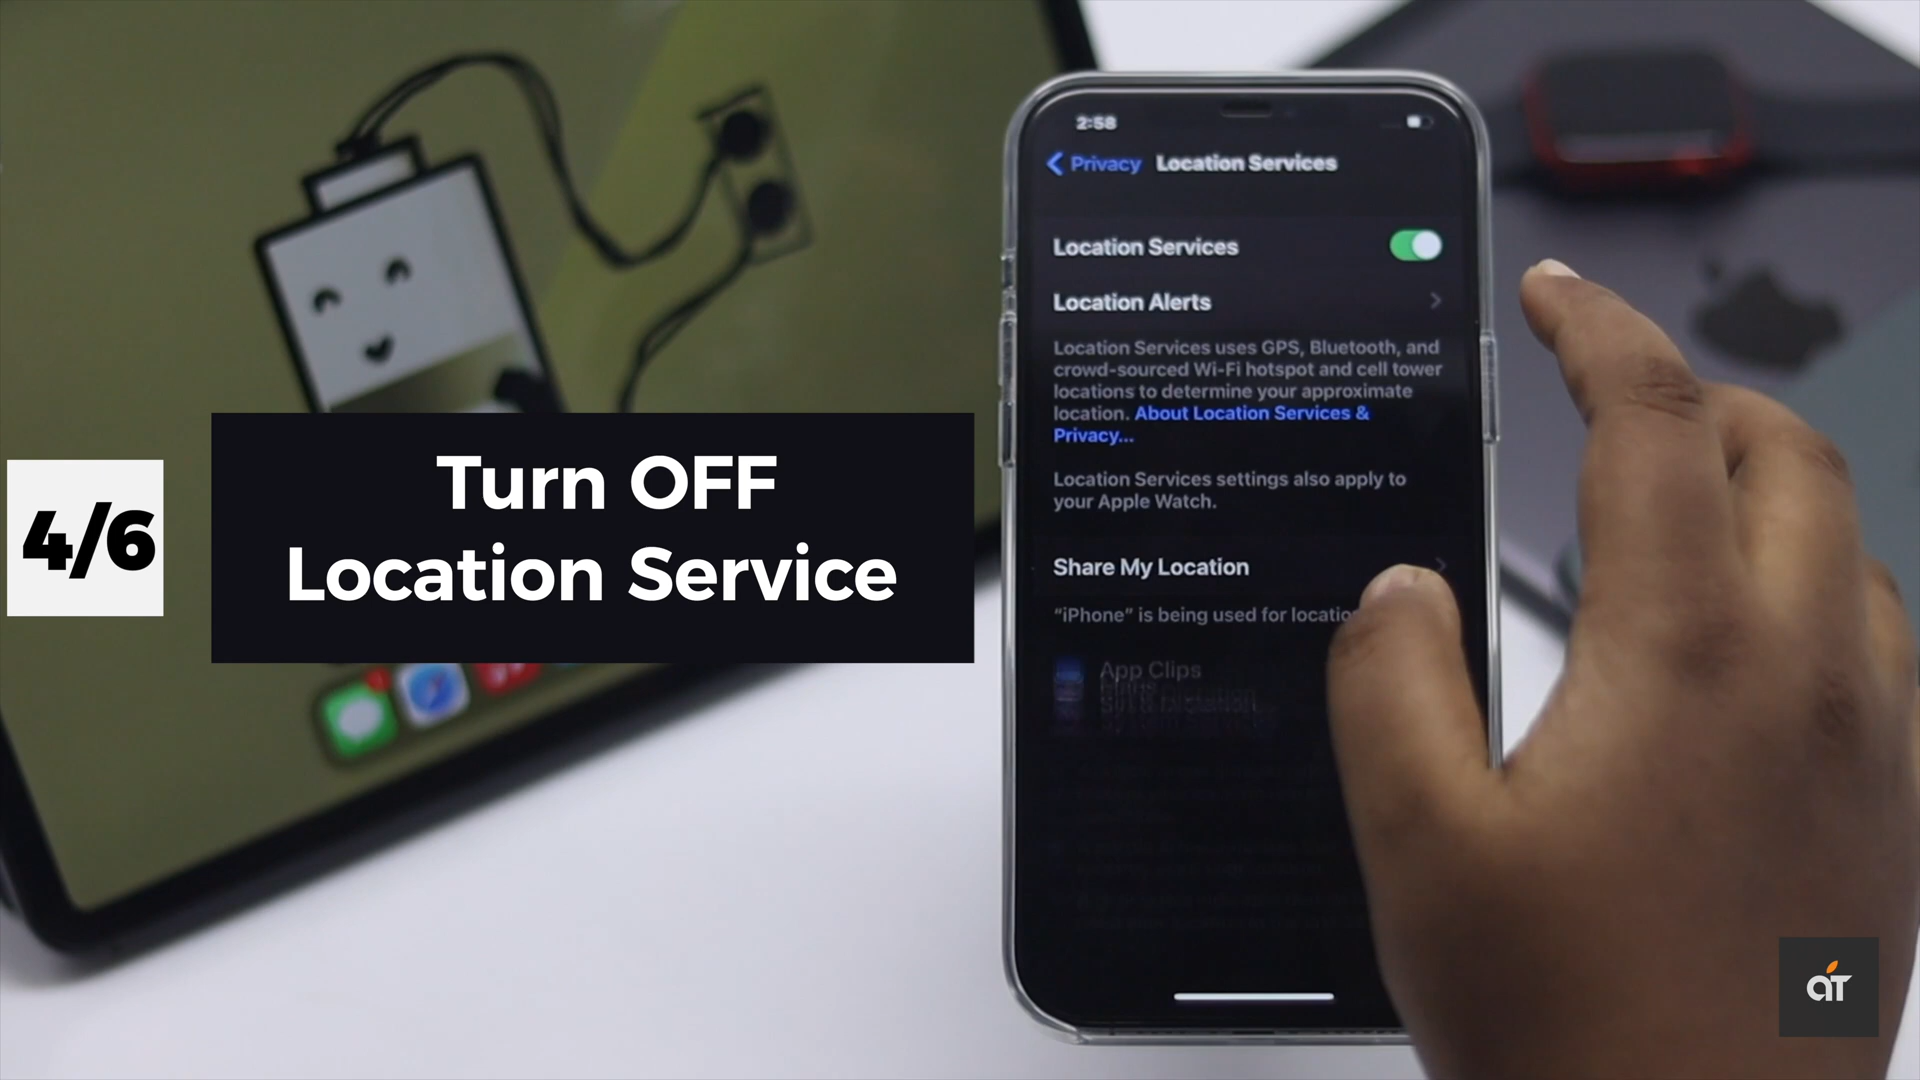 4/6
Turn OFF
Location Service
2:58
Privacy
Location Services
Location Services
Location Alerts
Location Services uses GPS, Bluetooth, and
crowd-sourced Wi-Fi hotspot and cell tower
locations to determine your approximate
location. About Location Services &
Privacy...
Location Services settings also apply to
your Apple Watch.
Share My Location
“iPhone” is being used for
App Clips
aT